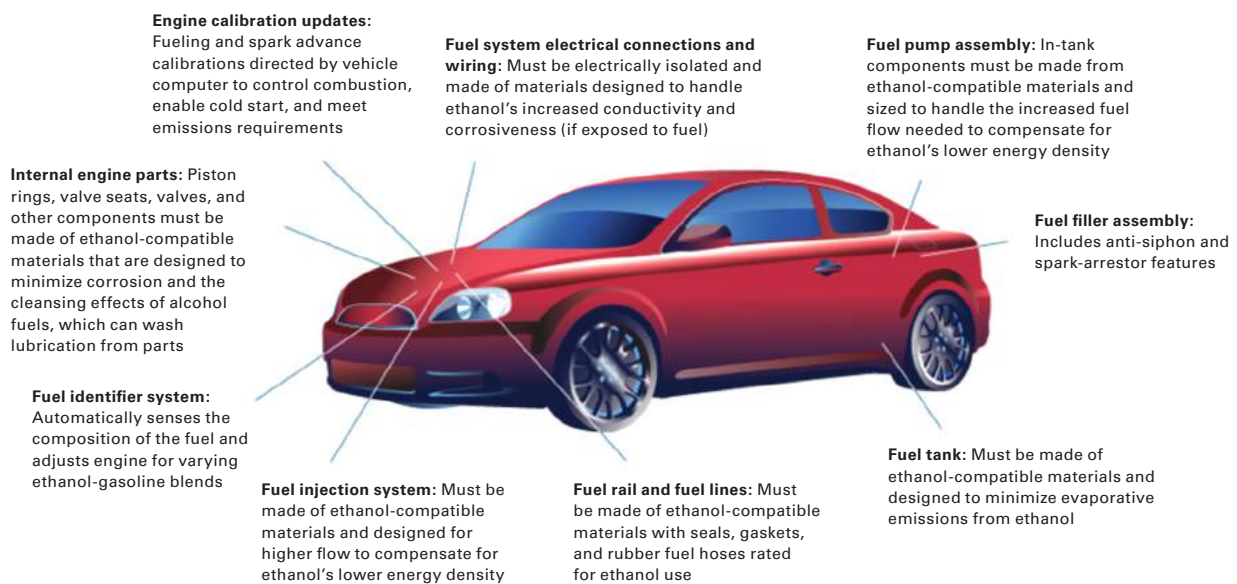 Engine calibration updates:
Fueling and spark advance
calibrations directed by vehicle
computer to control combustion,
enable cold start, and meet
emissions requirements
Fuel system electrical connections and
wiring: Must be electrically isolated and
made of materials designed to handle
ethanol’s increased conductivity and
corrosiveness (if exposed to fuel)
Fuel pump assembly: In-tank
components must be made from
ethanol-compatible materials and
sized to handle the increased fuel
flow needed to compensate for
ethanol’s lower energy density
Internal engine parts: Piston
rings, valve seats, valves, and
other components must be
made of ethanol-compatible
materials that are designed to
minimize corrosion and the
cleansing effects of alcohol
fuels, which can wash
lubrication from parts
Fuel filler assembly:
Includes anti-siphon and
spark-arrestor features
Fuel identifier system:
Automatically senses the
composition of the fuel and
adjusts engine for varying
ethanol-gasoline blends
Fuel injection system: Must be
made of ethanol-compatible
materials and designed for
higher flow to compensate for
ethanol’s lower energy density
Fuel rail and fuel lines: Must
be made of ethanol-compatible
materials with seals, gaskets,
and rubber fuel hoses rated
for ethanol use
Fuel tank: Must be made of
ethanol-compatible materials and
designed to minimize evaporative
emissions from ethanol